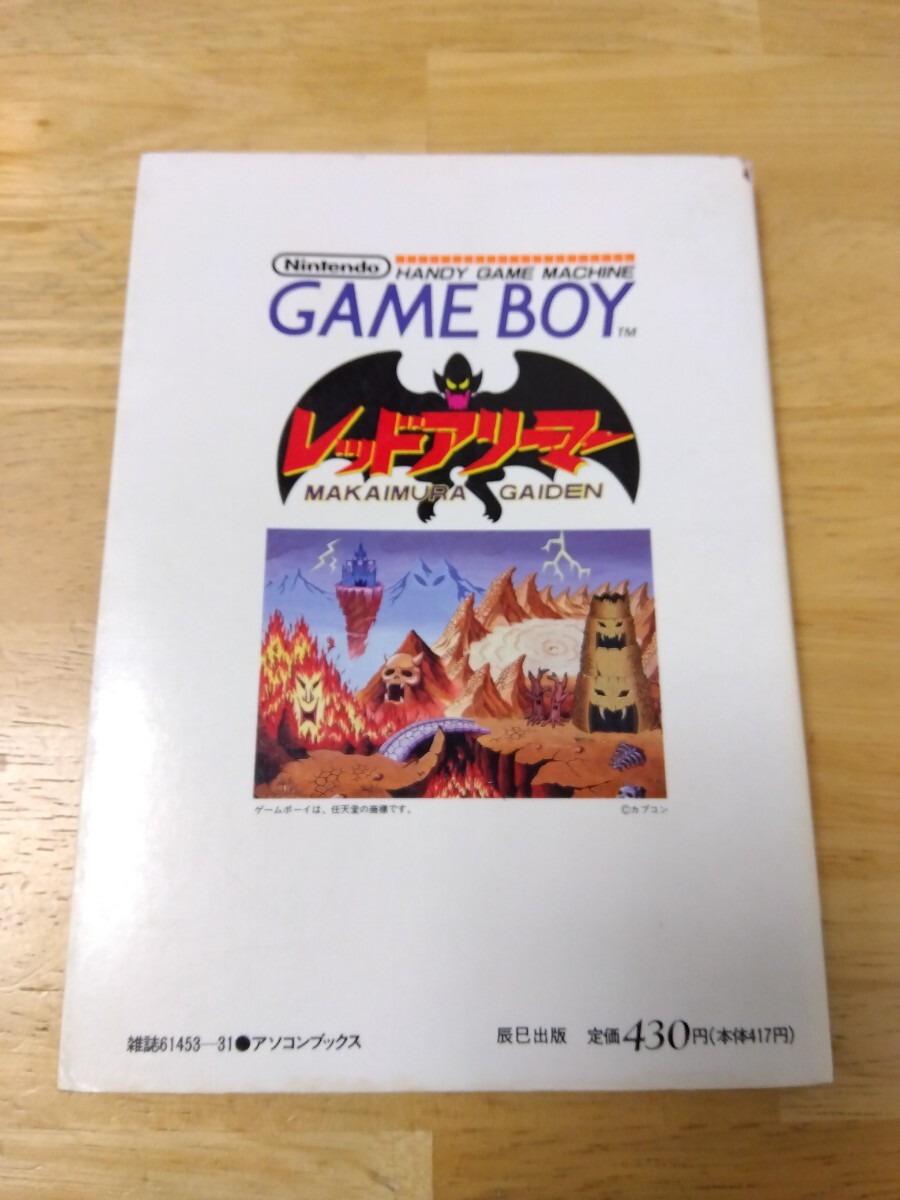 Nintendo
HANDY GAME MACHINE
GAME BOY TM
レッドアリーマー
MAKAIMURA GAIDEN
ゲームボーイは、任天堂の商標です。
©カプコン
雑誌61453-31●アソコンブックス
辰巳出版 定価430円(本体417円)